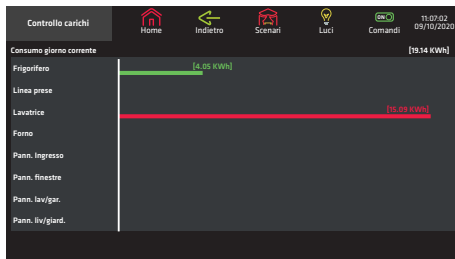 Controllo carichi
Home
Indietro
Scenari
Luci
ON
Comandi
11:07:02
09/10/2020
Consumo giorno corrente [19.14 KWh]
Frigorifero [4.05 KWh]
Linea prese
Lavatrice [15.09 KWh]
Forno
Pann. Ingresso
Pann. finestre
Pann. lav/gar.
Pann. liv/giard.